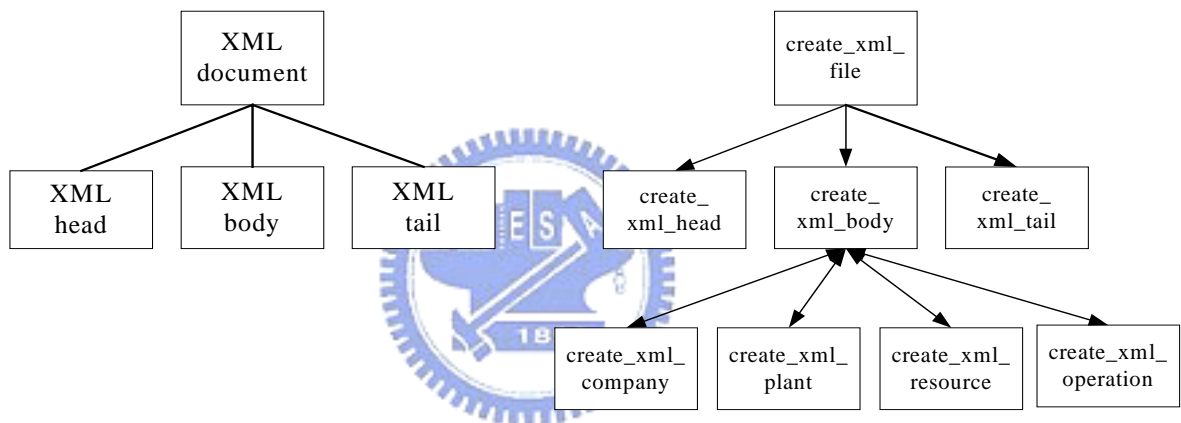 XML
document
XML
head
XML
body
XML
tail
create_xml_
file
create_
xml_head
create_
xml_body
create_
xml_tail
create_xml_
company
create_xml_
plant
create_xml_
resource
create_xml_
operation
E S A
18